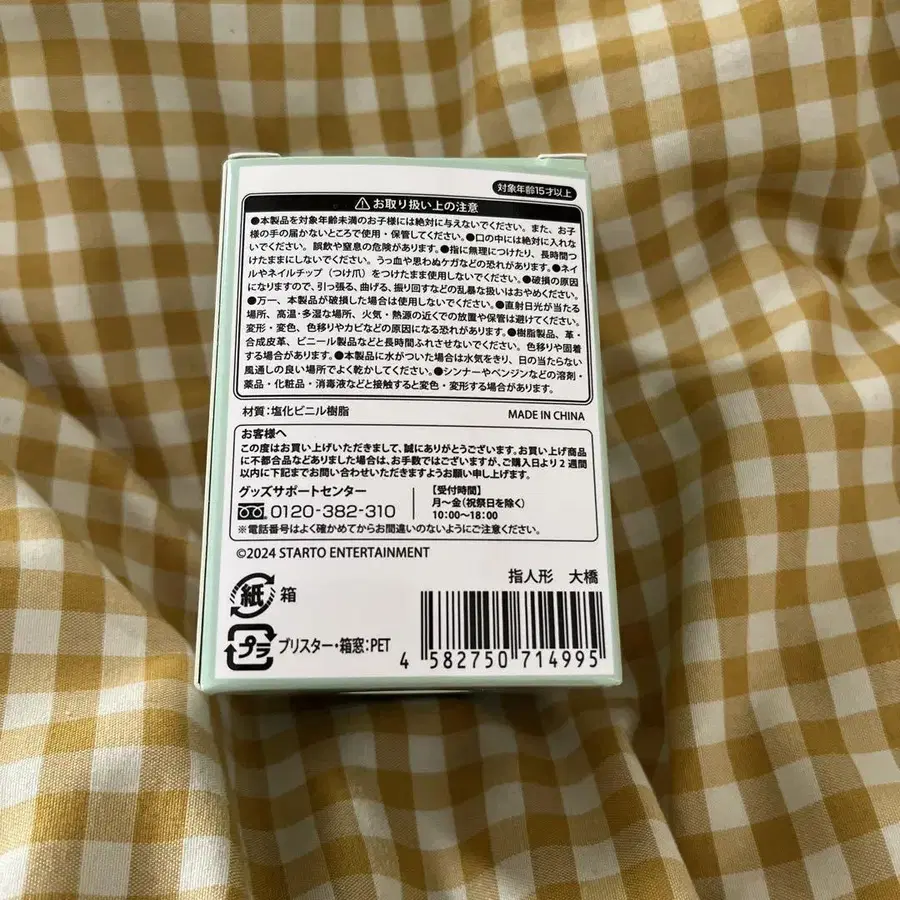 対象年齢15才以上
⚠お取り扱い上の注意
●本製品を対象年齢未満のお子様には絶対に与えないでください。また、お子
様の手の届かないところで使用・保管してください。●口の中には絶対に入れな
いでください。誤飲や窒息の危険があります。●指に無理につけたり、長時間つ
けたままにしないでください。うっ血や思わぬケガなどの恐れがあります。●ネイ
ルやネイルチップ（つけ爪）をつけたまま使用しないでください。●破損の原因
になりますので、引っ張る、曲げる、振り回すなどの乱暴な扱いはおやめください。
●万一、本製品が破損した場合は使用しないでください。●直射日光が当たる
場所、高温・多湿な場所、火気・熱源の近くでの放置や保管は避けてください。
変形・変色、色移りやカビなどの原因になる恐れがあります。●樹脂製品、革・
合成皮革、ビニール製品などと長時間ふれさせないでください。色移りや固着
する場合があります。●本製品に水がついた場合は水気をきり、日の当たらない
風通しの良い場所でよく乾かしてください。●シンナーやベンジンなどの溶剤・
薬品・化粧品・消毒液などと接触すると変色・変形する場合があります。
材質：塩化ビニル樹脂 MADE IN CHINA
お客様へ
この度はお買い上げいただきまして、誠にありがとうございます。お買い上げ商品
に不都合品などありました場合は、お手数ではございますが、ご購入日より2週間
以内に下記までお問い合わせいただきますようお願い申し上げます。
グッズサポートセンター
0120-382-310
【受付時間】
月～金（祝祭日を除く）
10:00～18:00
※電話番号はよく確かめてからお間違いのないようにご注意ください。
©2024 STARTO ENTERTAINMENT
指人形 大橋
紙 箱
プラ ブリスター・箱窓：PET
4 582750 714995